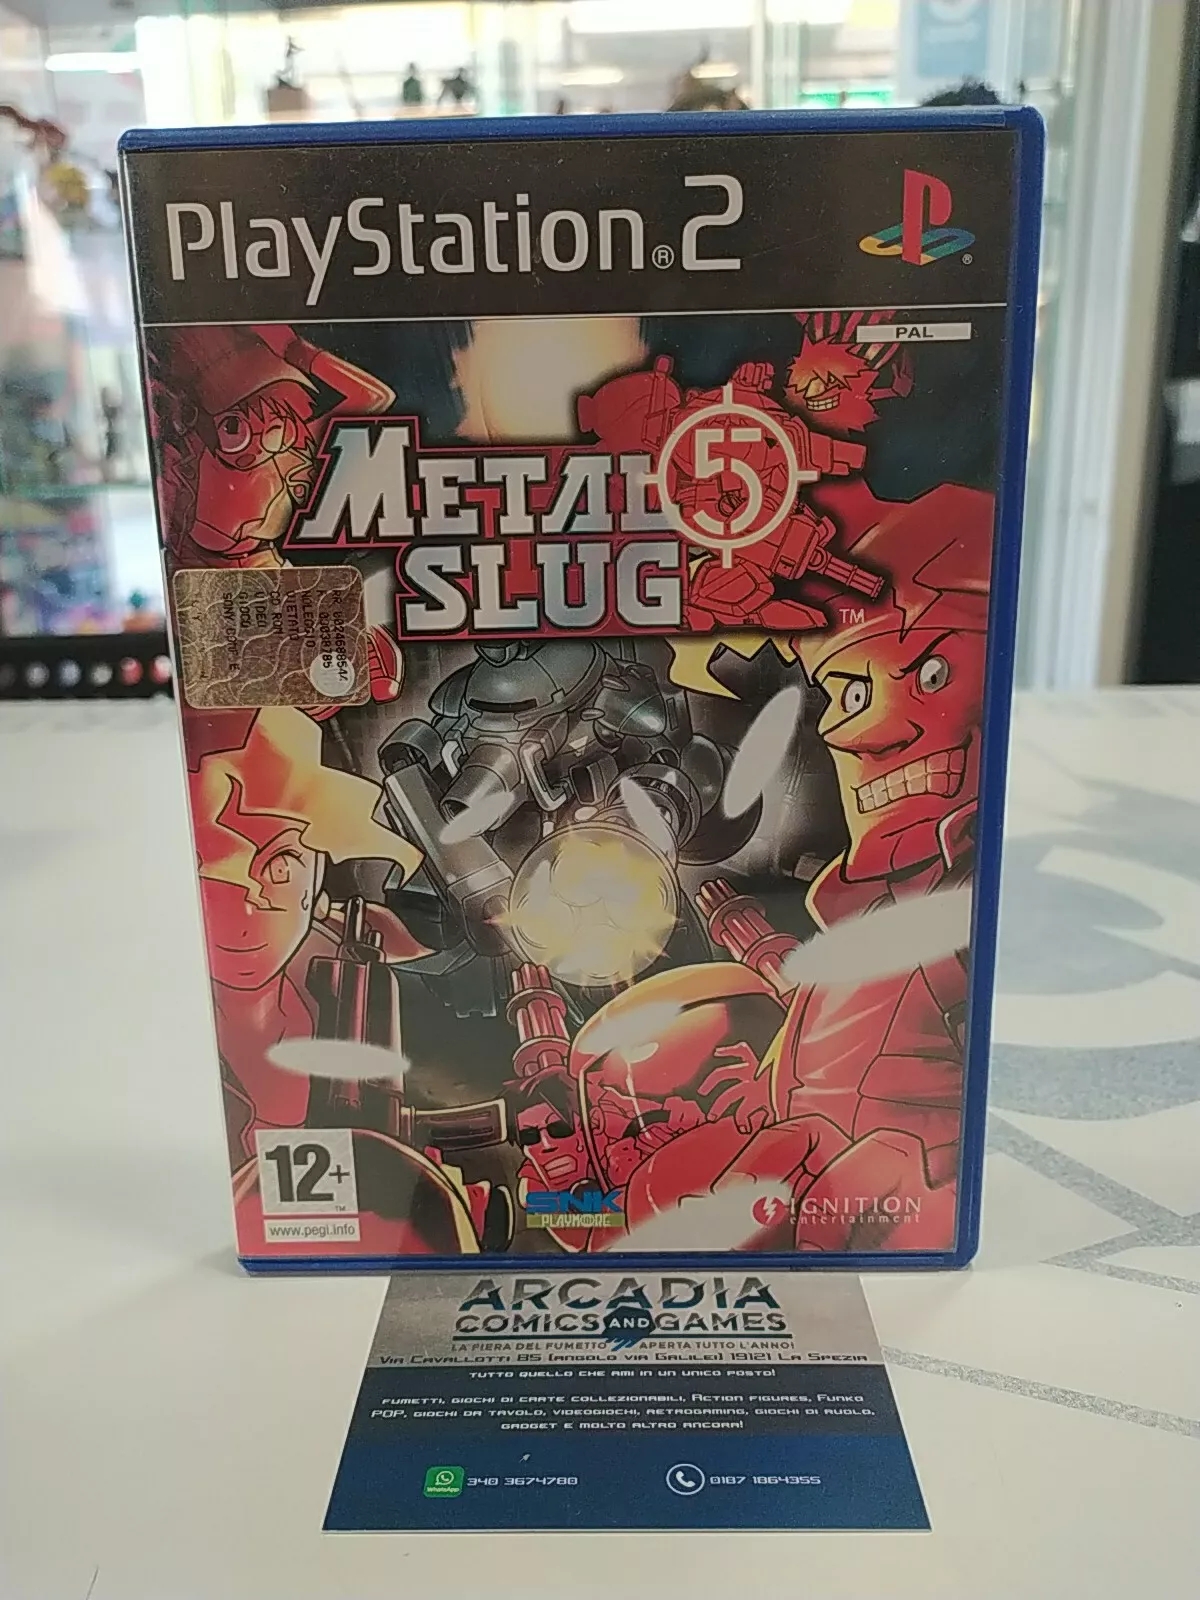 PlayStation®2
PAL
METAL
SLUG
5
TM
12+
TM
www.pegi.info
SNK
PLAYMORE
IGNITION
entertainment
ARCADIA
COMICS AND GAMES
LA FIERA DEL FUMETTO APERTA TUTTO L'ANNO!
VIA CAVALLOTTI 85 (ANGOLO VIA GALILEI) 19121 LA SPEZIA
TUTTO QUELLO CHE AMI IN UN UNICO POSTO!
FUMETTI, GIOCHI DI CARTE COLLEZIONABILI, ACTION FIGURES, FUNKO
POP, GIOCHI DA TAVOLO, VIDEOGIOCHI, RETROGAMING, GIOCHI DI RUOLO,
GADGET E MOLTO ALTRO ANCORA!
WhatsApp
340 3674780
0187 1864355